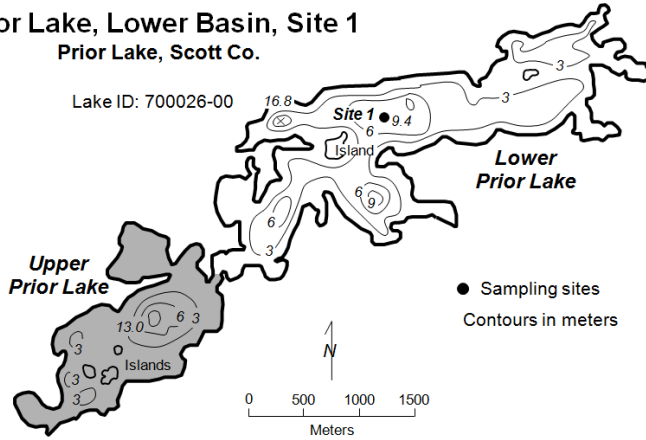 or Lake, Lower Basin, Site 1
Prior Lake, Scott Co.
Lake ID: 700026-00
3
16.8
3
Site 1
9.4
6
Island
Lower
Prior Lake
6
9
6
3
Upper
Prior Lake
13.0
6
3
3
Islands
3
3
Sampling sites
Contours in meters
N
0 500 1000 1500
Meters